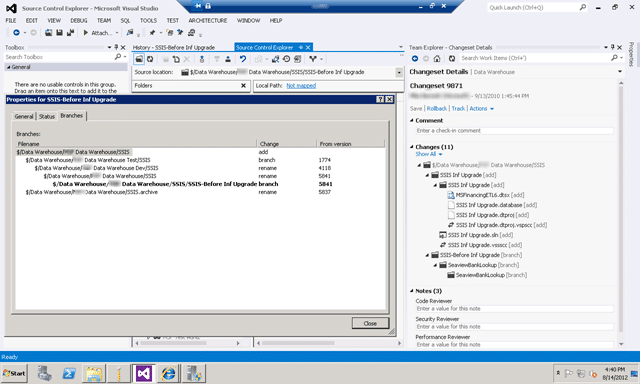 Source Control Explorer - Microsoft Visual Studio
Quick Launch (Ctrl+Q)
FILE EDIT VIEW DEBUG TEAM SQL TOOLS TEST ARCHITECTURE WINDOW HELP
Attach...
Toolbox
Search Toolbox
General
There are no usable controls in this group.
Drag an item onto this text to add it to the
History - SSIS-Before Inf Upgrade
Source Control Explorer
Source location:
$/Data Warehouse/ Data Warehouse/SSIS/SSIS-Before Inf Upgrade
Folders
Local Path: Not mapped
Properties for SSIS-Before Inf Upgrade
General Status Branches
Branches:
Filename Change From version
$/Data Warehouse/ Data Warehouse/SSIS add
$/Data Warehouse/ Data Warehouse Test/SSIS branch 1774
$/Data Warehouse/ Data Warehouse Dev/SSIS rename 4118
$/Data Warehouse/ Data Warehouse/SSIS rename 5841
$/Data Warehouse/ Data Warehouse/SSIS/SSIS-Before Inf Upgrade branch 5841
$/Data Warehouse/ Data Warehouse/SSIS.archive rename 5837
Close
Team Explorer - Changeset Details
Search Work Items (Ctrl+')
Changeset Details | Data Warehouse
Changeset 9871
9/13/2010 1:45:44 PM
Save | Rollback | Track | Actions
Comment
Enter a check-in comment
Changes (11)
Show All
$/Data Warehouse/ Data Warehouse/SSIS
SSIS Inf Upgrade [add]
SSIS Inf Upgrade [add]
MSFinancingETL6.dtsx [add]
SSIS Inf Upgrade.database [add]
SSIS Inf Upgrade.dtproj [add]
SSIS Inf Upgrade.dtproj.vspscc [add]
SSIS Inf Upgrade.sln [add]
SSIS Inf Upgrade.vssscc [add]
SSIS-Before Inf Upgrade [branch]
SeaviewBankLookup [branch]
SeaviewBankLookup [branch]
Notes (3)
Code Reviewer
Enter a value for this note
Security Reviewer
Enter a value for this note
Performance Reviewer
Enter a value for this note
Properties
Ready
Start
4:40 PM
8/14/2012